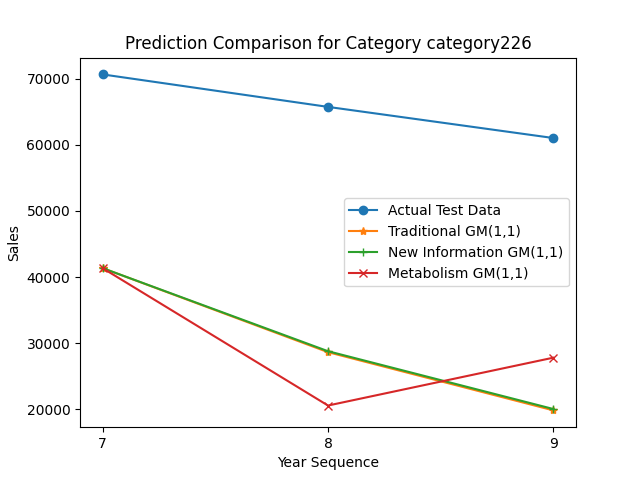 Prediction Comparison for Category category226
70000
60000
50000
40000
30000
20000
Sales
Actual Test Data
Traditional GM(1,1)
New Information GM(1,1)
Metabolism GM(1,1)
7
8
9
Year Sequence